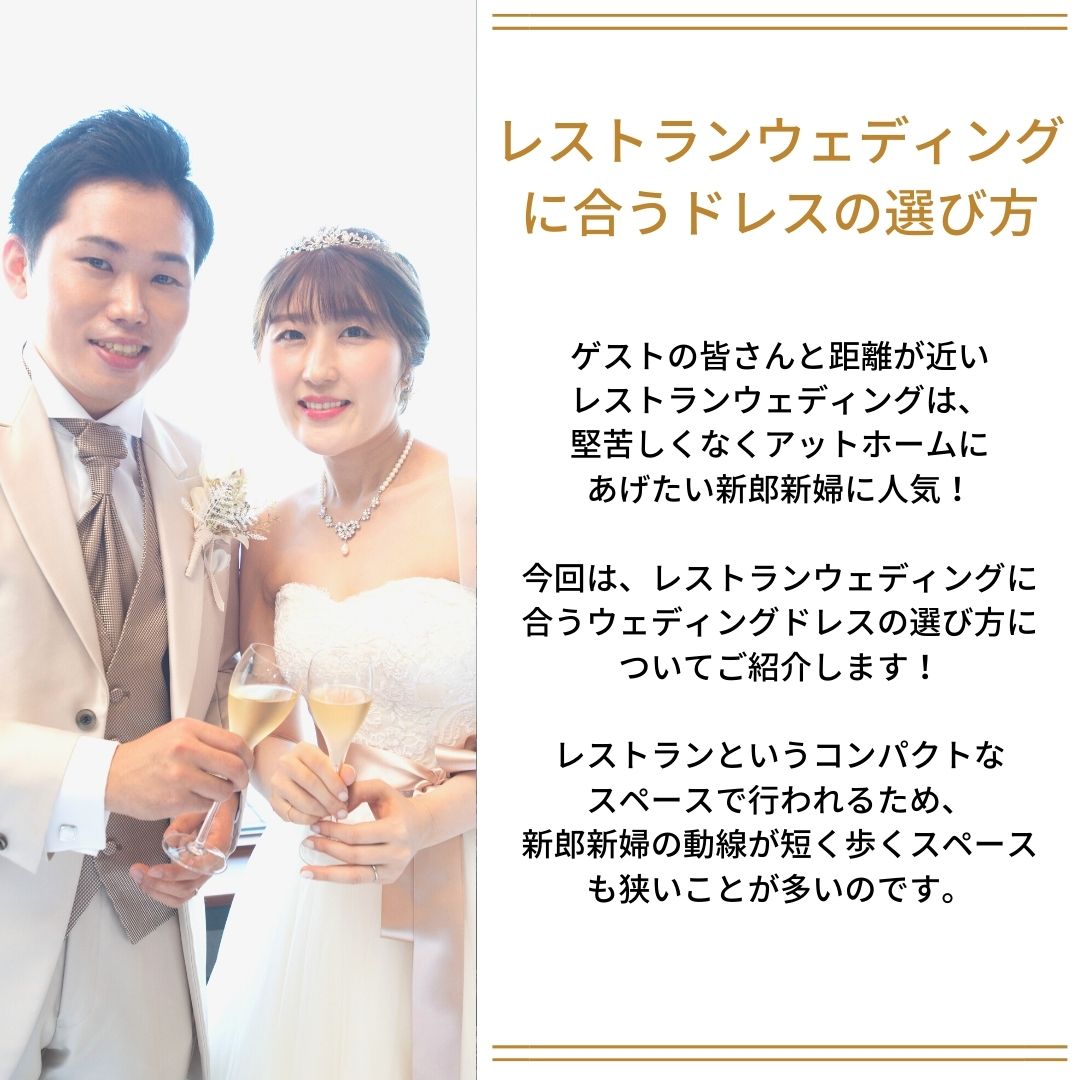 レストランウェディング
に合うドレスの選び方
ゲストの皆さんと距離が近い
レストランウェディングは、
堅苦しくなくアットホームに
あげたい新郎新婦に人気！
今回は、レストランウェディングに
合うウェディングドレスの選び方に
ついてご紹介します！
レストランというコンパクトな
スペースで行われるため、
新郎新婦の動線が短く歩くスペース
も狭いことが多いのです。